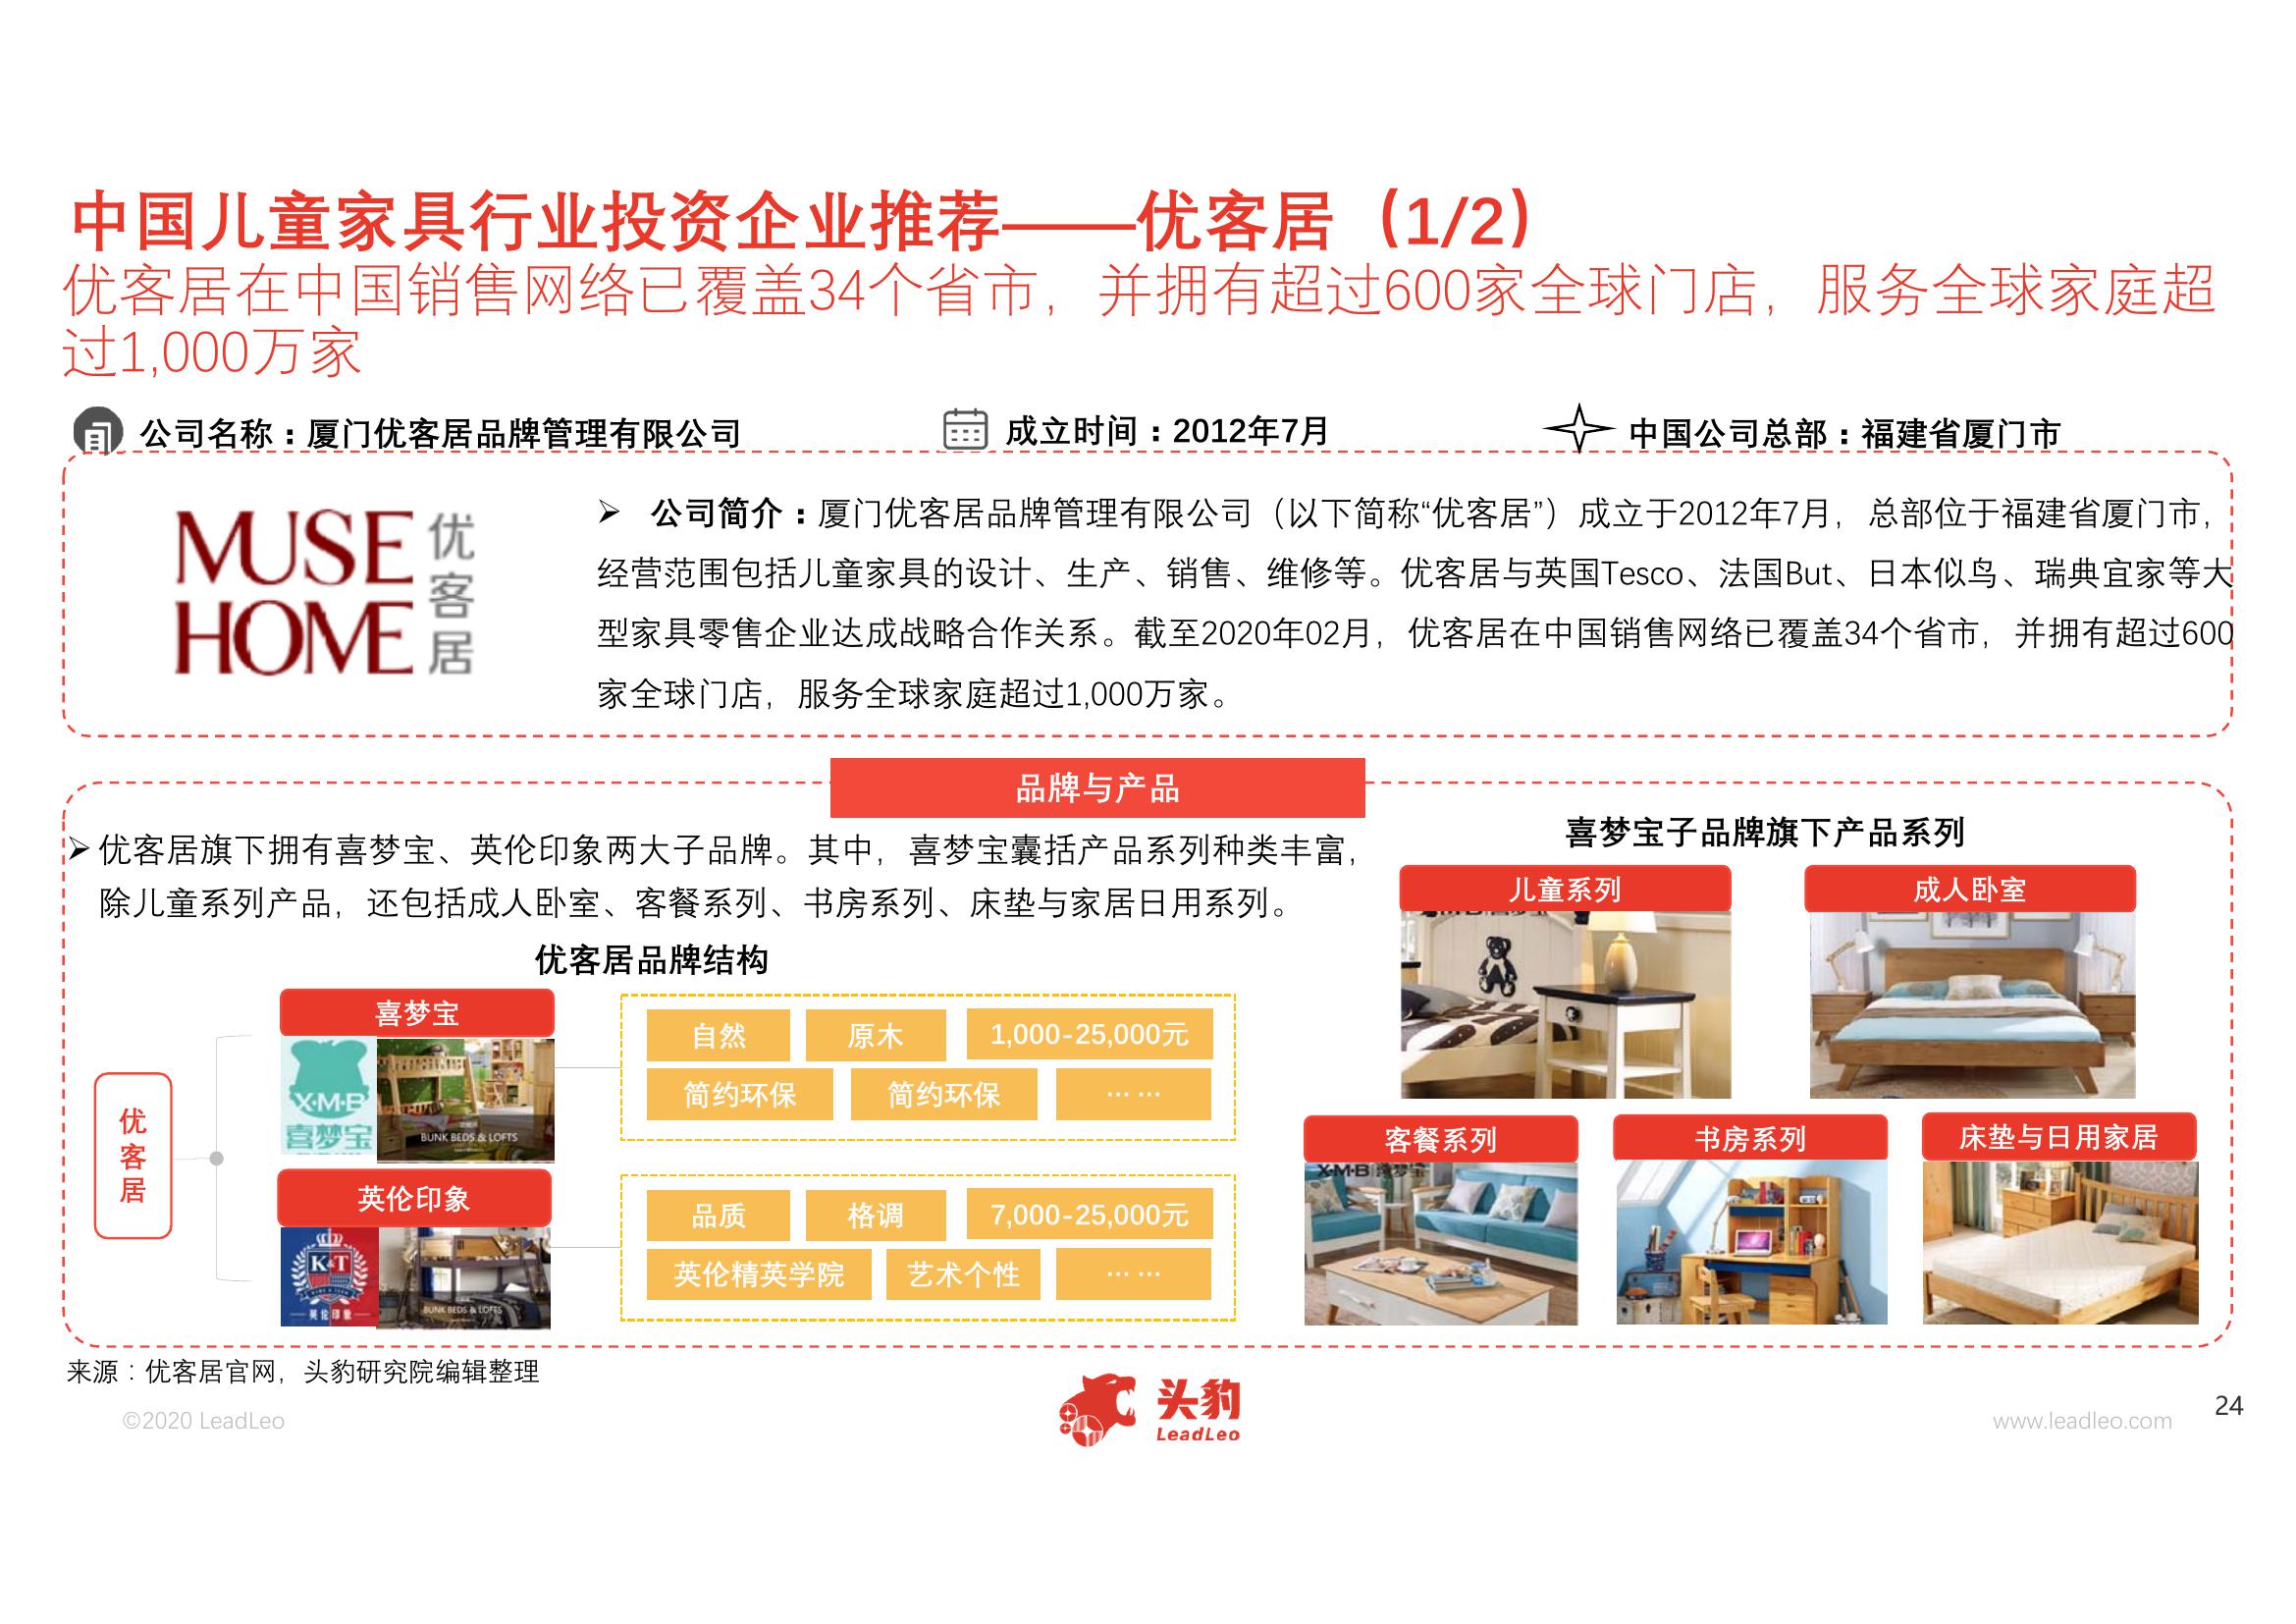 中国儿童家具行业投资企业推荐——优客居（1/2）
优客居在中国销售网络已覆盖34个省市，并拥有超过600家全球门店，服务全球家庭超
过1,000万家
公司名称：厦门优客居品牌管理有限公司
成立时间：2012年7月
中国公司总部：福建省厦门市
MUSE
HOME
优客居
➢ 公司简介：厦门优客居品牌管理有限公司（以下简称“优客居”）成立于2012年7月，总部位于福建省厦门市，
经营范围包括儿童家具的设计、生产、销售、维修等。优客居与英国Tesco、法国But、日本似鸟、瑞典宜家等大
型家具零售企业达成战略合作关系。截至2020年02月，优客居在中国销售网络已覆盖34个省市，并拥有超过600
家全球门店，服务全球家庭超过1,000万家。
品牌与产品
➢ 优客居旗下拥有喜梦宝、英伦印象两大子品牌。其中，喜梦宝囊括产品系列种类丰富，
除儿童系列产品，还包括成人卧室、客餐系列、书房系列、床垫与家居日用系列。
优客居品牌结构
优客居
喜梦宝
X·M·B
喜梦宝
BUNK BEDS & LOFTS
自然
原木
1,000-25,000元
简约环保
简约环保
... ...
英伦印象
K&T
英伦印象
BUNK BEDS & LOFTS
品质
格调
7,000-25,000元
英伦精英学院
艺术个性
... ...
喜梦宝子品牌旗下产品系列
儿童系列
成人卧室
客餐系列
X·M·B 喜梦宝
书房系列
床垫与日用家居
来源：优客居官网，头豹研究院编辑整理
©2020 LeadLeo
头豹
LeadLeo
www.leadleo.com
24